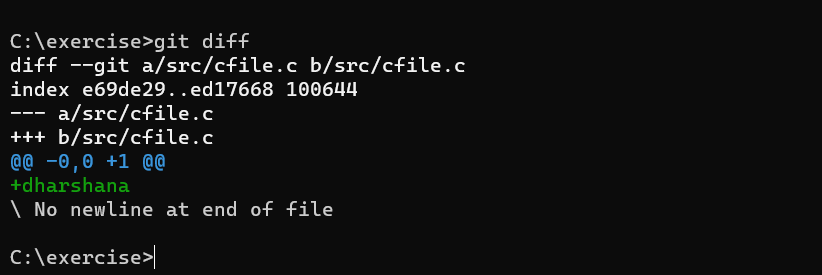 C:\exercise>git diff
diff --git a/src/cfile.c b/src/cfile.c
index e69de29..ed17668 100644
--- a/src/cfile.c
+++ b/src/cfile.c
@@ -0,0 +1 @@
+dharshana
\ No newline at end of file
C:\exercise>